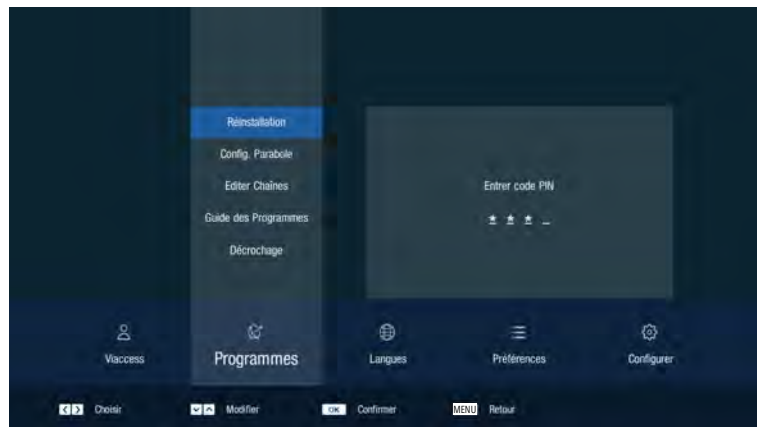 Réinstallation
Config. Parabole
Editer Chaînes
Guide des Programmes
Décrochage
Entrer code PIN
* * * _
Viaccess
Programmes
Langues
Préférences
Configurer
Choisir
Modifier
OK Confirmer
MENU Retour